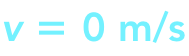 v = 0 m/s